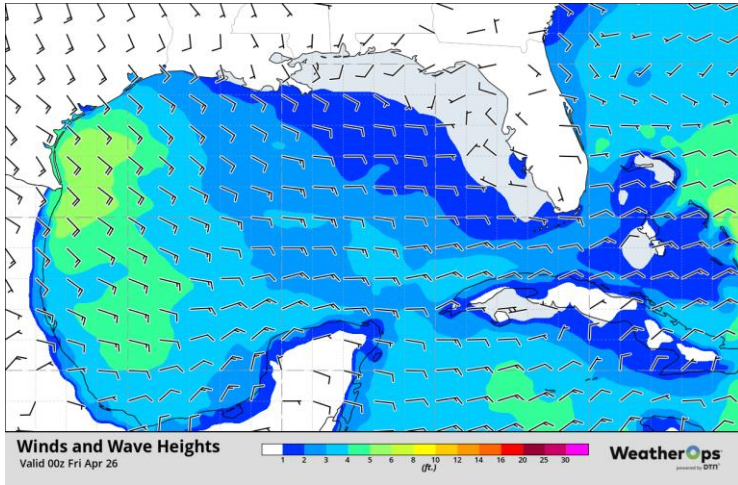 Winds and Wave Heights
Valid 00z Fri Apr 26
1 2 3 4 5 6 8 10 12 14 16 20 25 30
(ft.)
WeatherOps
powered by DTN